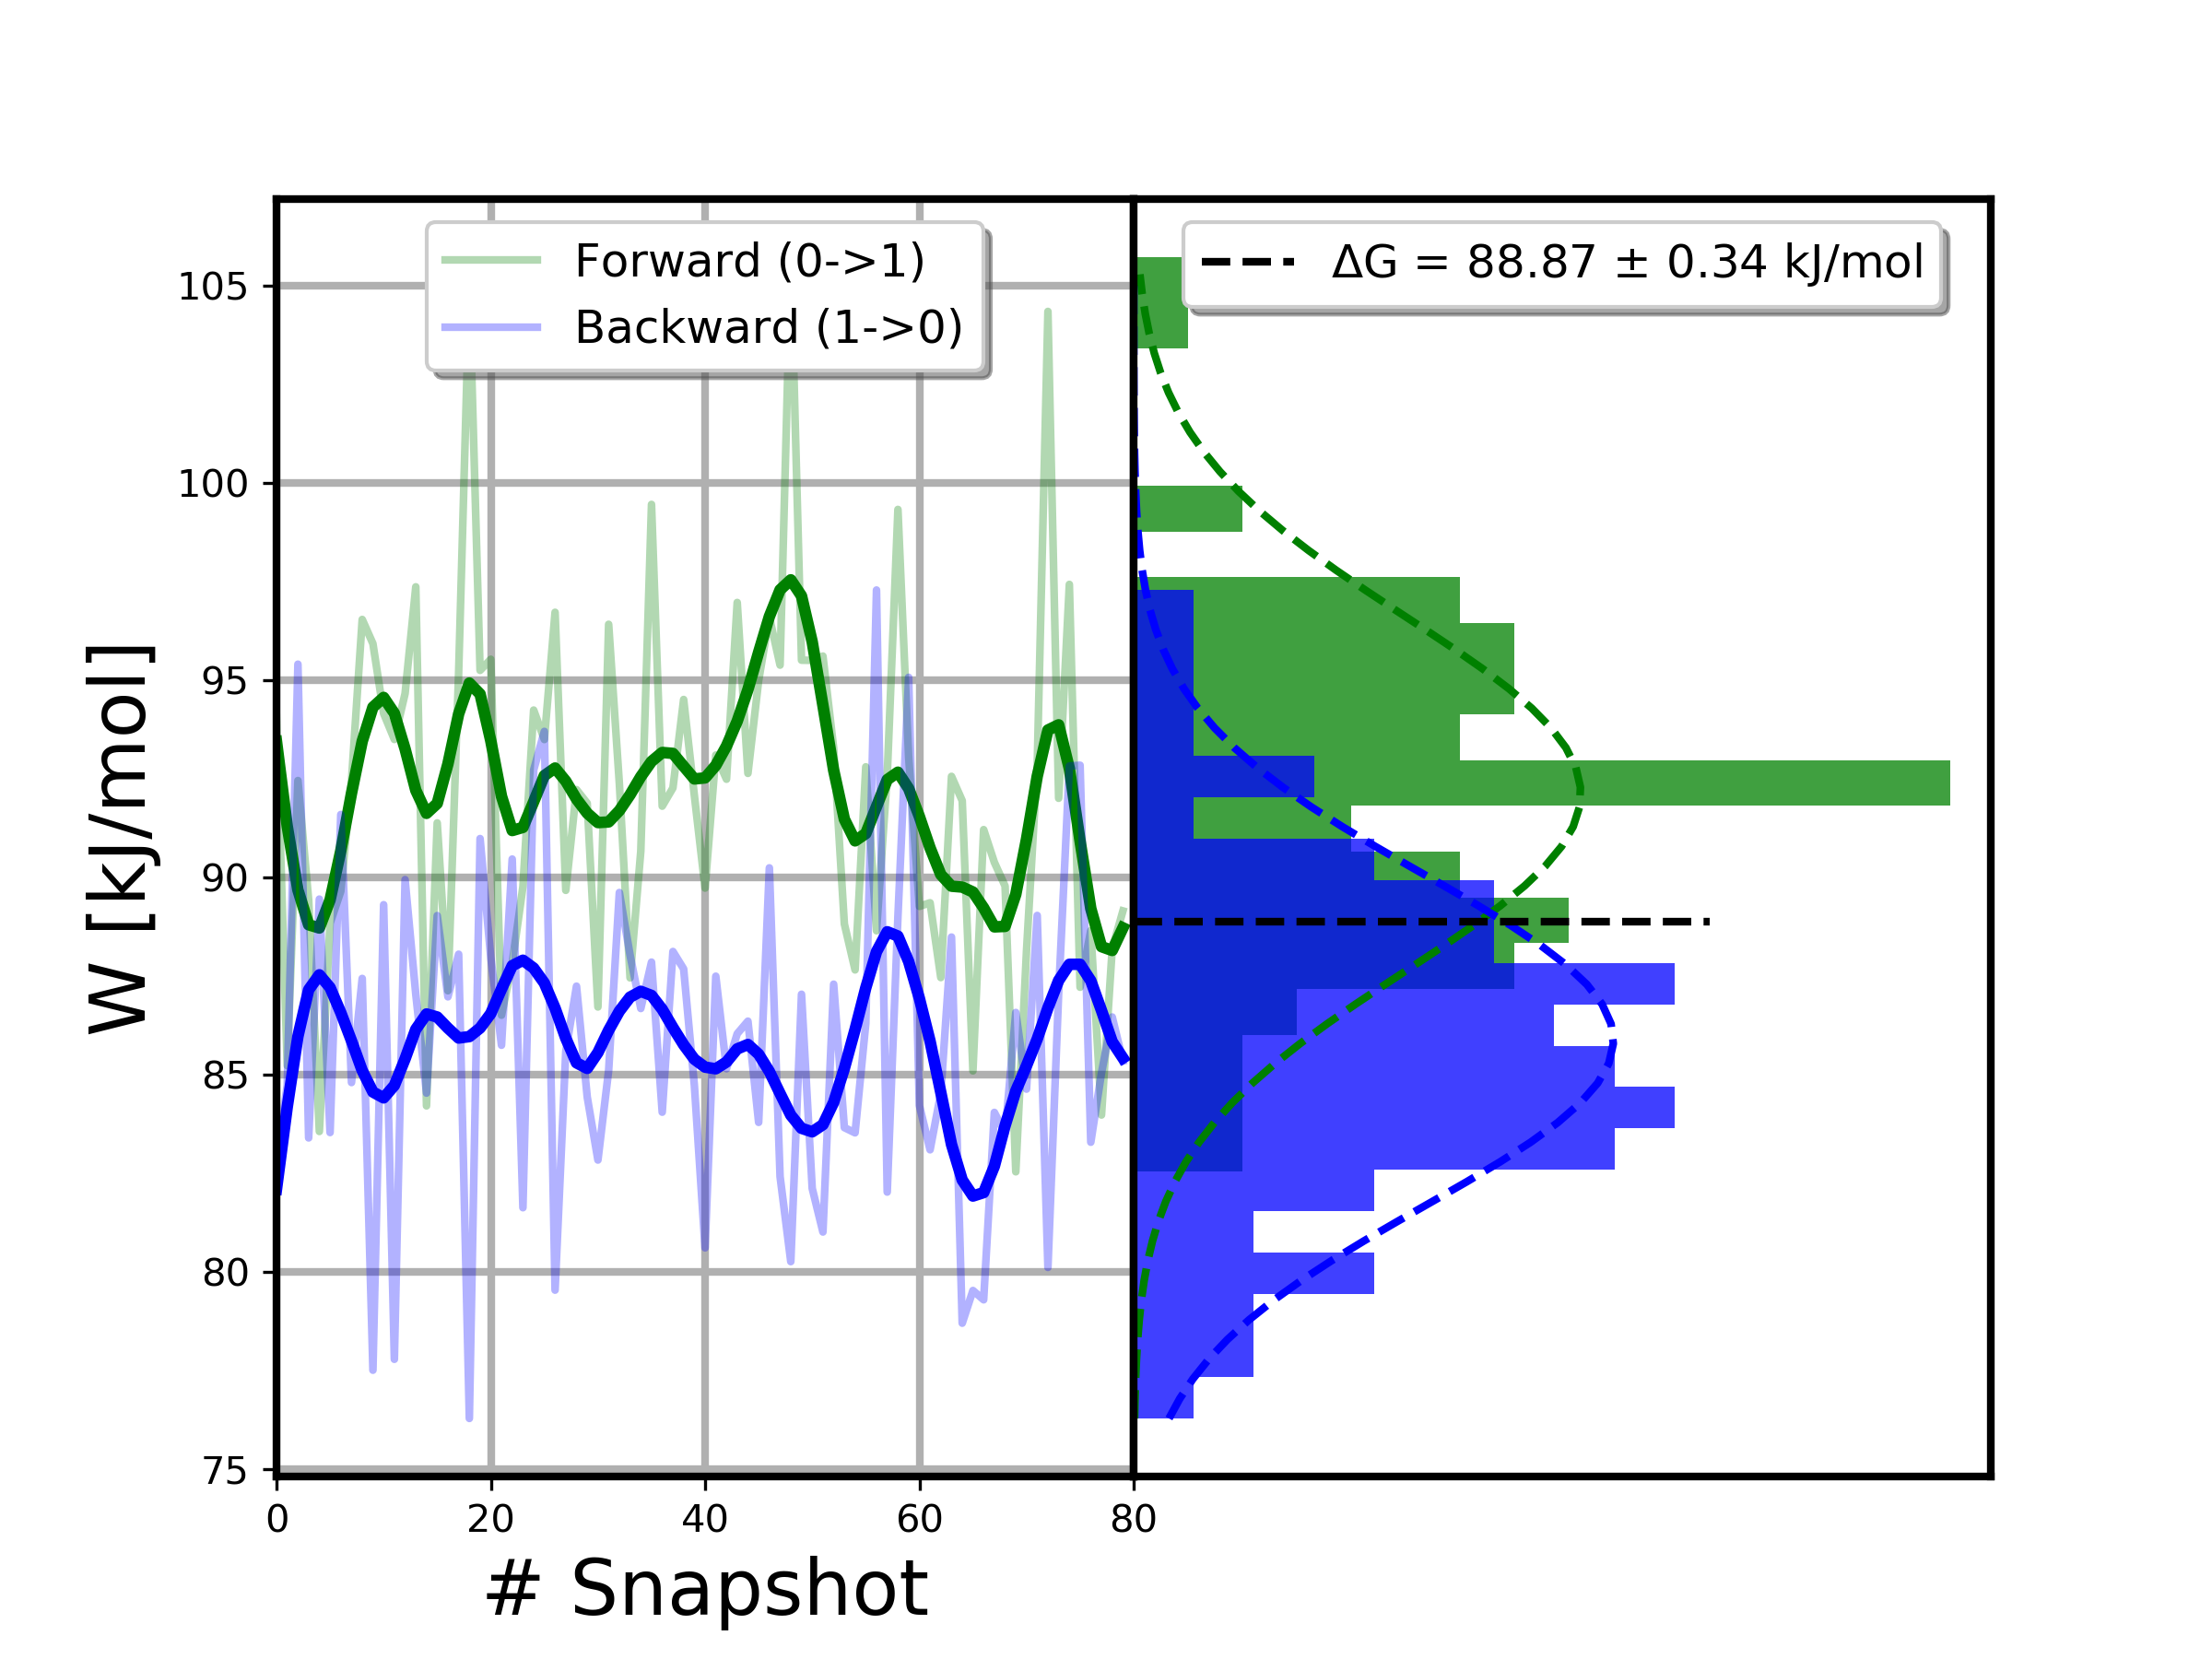 Forward (0->1)
Backward (1->0)
ΔG = 88.87 ± 0.34 kJ/mol
105
100
95
90
85
80
75
W [kJ/mol]
0 20 40 60 80
# Snapshot